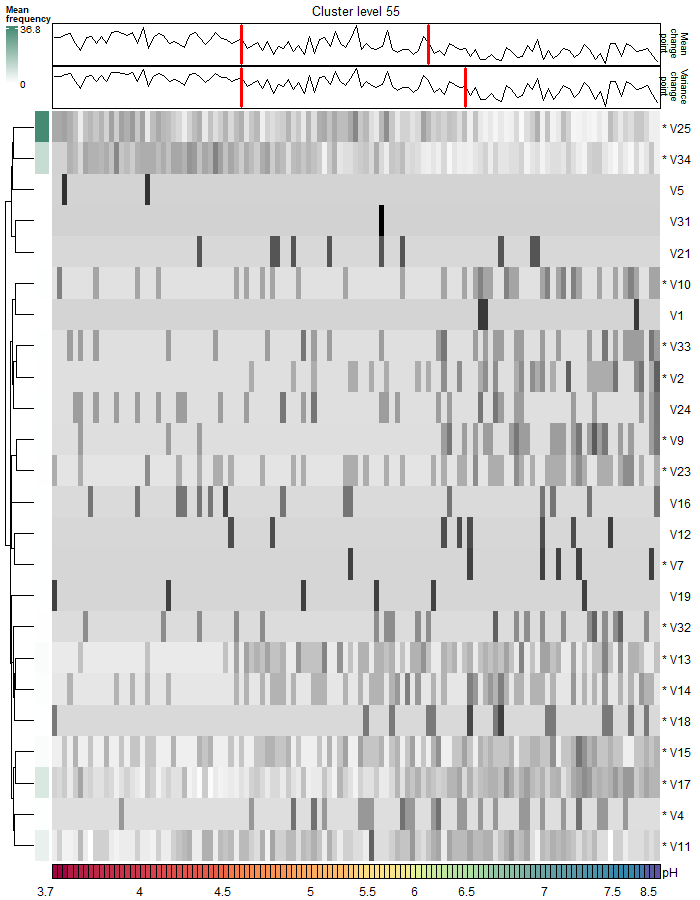 Mean
frequency
36.8
0
Cluster level 55
Mean
change
point
Variance
change
point
* V25
* V34
V5
V31
V21
* V10
V1
* V33
* V2
V24
* V9
* V23
V16
V12
* V7
V19
* V32
* V13
* V14
* V18
* V15
* V17
* V4
* V11
pH
3.7 4 4.6 5 5.5 6 6.5 7 7.5 8.5